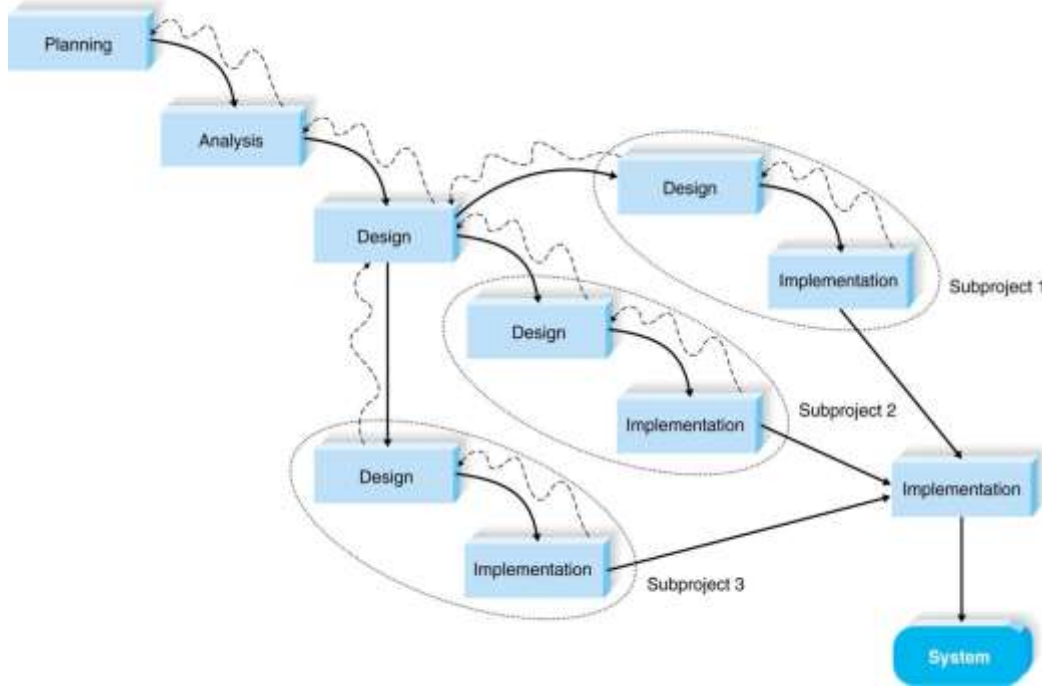 Planning
Analysis
Design
Design
Implementation
Subproject 1
Design
Implementation
Subproject 2
Design
Implementation
Subproject 3
Implementation
System